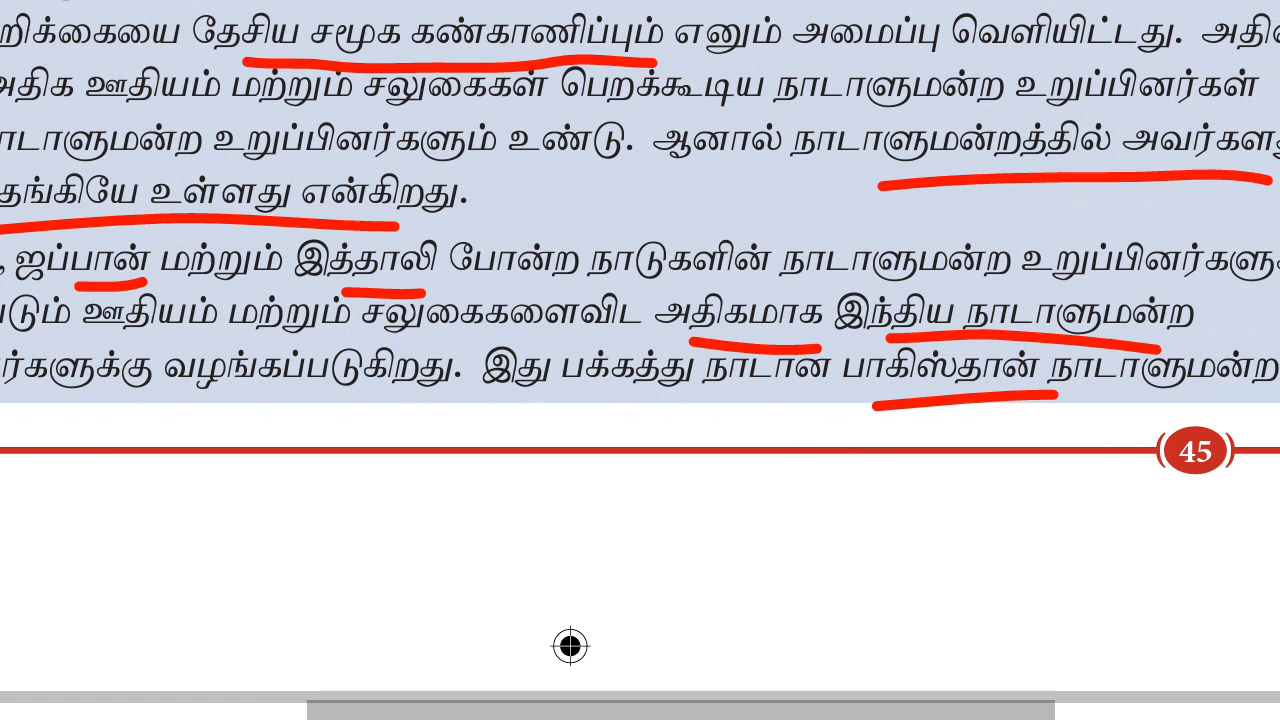 றிக்கையை தேசிய சமூக கண்காணிப்பும் எனும் அமைப்பு வெளியிட்டது. அதி
அதிக ஊதியம் மற்றும் சலுகைகள் பெறக்கூடிய நாடாளுமன்ற உறுப்பினர்கள்
ாடாளுமன்ற உறுப்பினர்களும் உண்டு. ஆனால் நாடாளுமன்றத்தில் அவர்கள
தங்கியே உள்ளது என்கிறது.
, ஜப்பான் மற்றும் இத்தாலி போன்ற நாடுகளின் நாடாளுமன்ற உறுப்பினர்களு
படும் ஊதியம் மற்றும் சலுகைகளைவிட அதிகமாக இந்திய நாடாளுமன்ற
ர்களுக்கு வழங்கப்படுகிறது. இது பக்கத்து நாடான பாகிஸ்தான் நாடாளுமன்ற
45